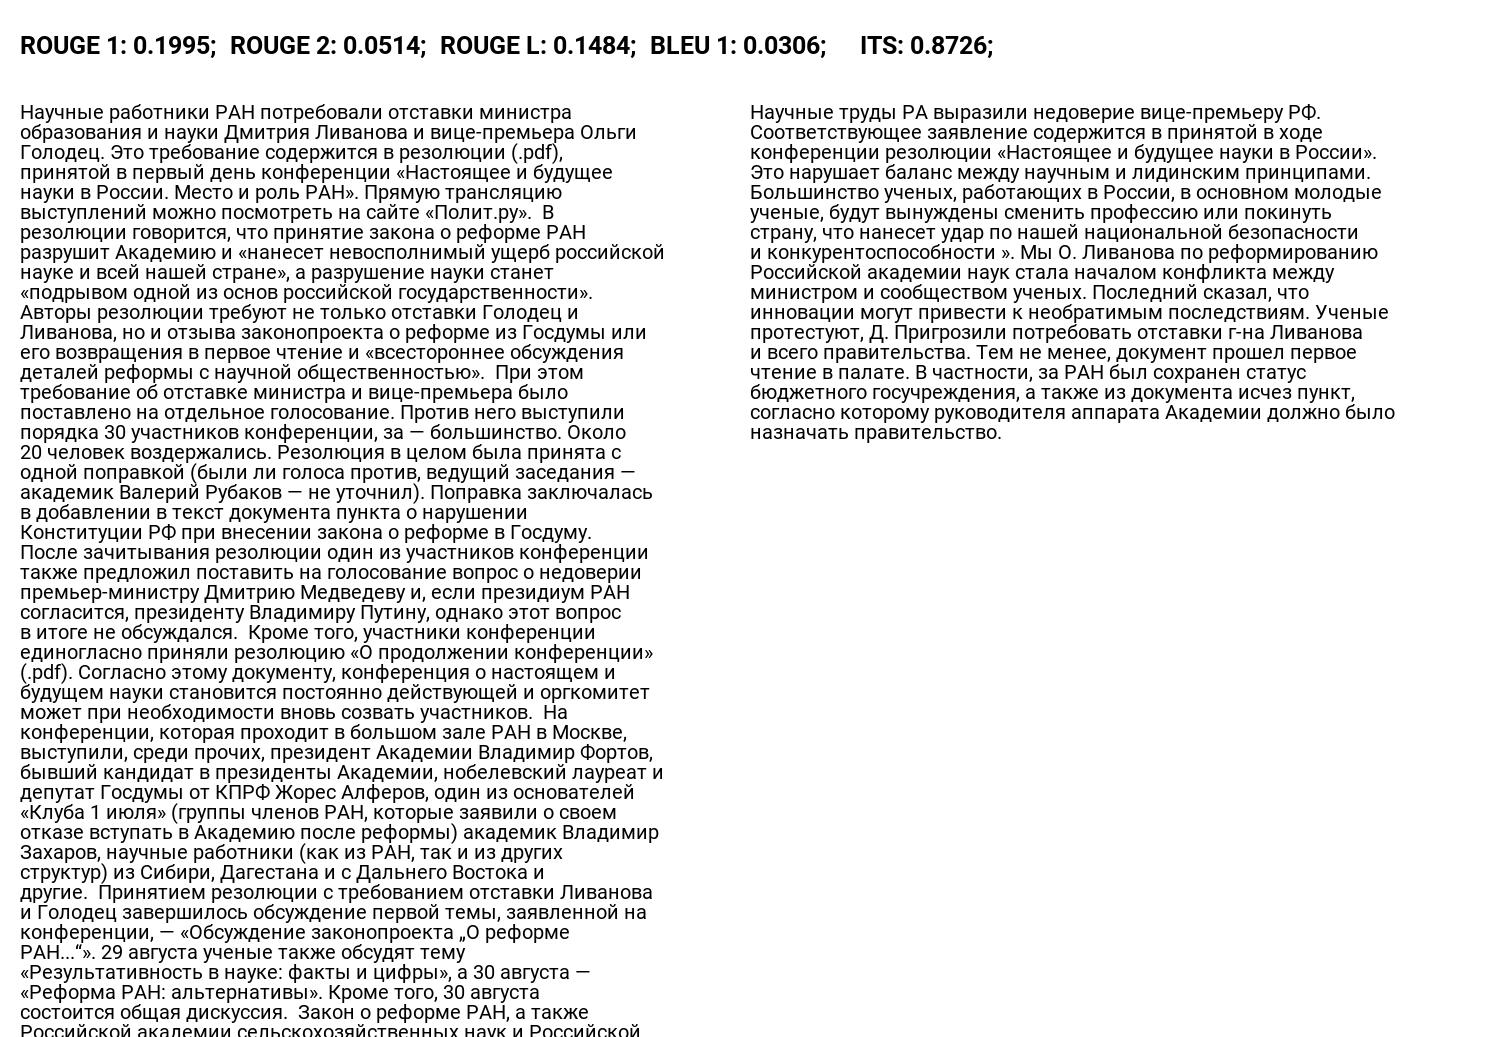 ROUGE 1: 0.1995;  ROUGE 2: 0.0514;  ROUGE L: 0.1484;  BLEU 1: 0.0306;     ITS: 0.8726;
Научные работники РАН потребовали отставки министра
образования и науки Дмитрия Ливанова и вице-премьера Ольги
Голодец. Это требование содержится в резолюции (.pdf),
принятой в первый день конференции «Настоящее и будущее
науки в России. Место и роль РАН». Прямую трансляцию
выступлений можно посмотреть на сайте «Полит.ру».  В
резолюции говорится, что принятие закона о реформе РАН
разрушит Академию и «нанесет невосполнимый ущерб российской
науке и всей нашей стране», а разрушение науки станет
«подрывом одной из основ российской государственности».
Авторы резолюции требуют не только отставки Голодец и
Ливанова, но и отзыва законопроекта о реформе из Госдумы или
его возвращения в первое чтение и «всестороннее обсуждения
деталей реформы с научной общественностью».  При этом
требование об отставке министра и вице-премьера было
поставлено на отдельное голосование. Против него выступили
порядка 30 участников конференции, за — большинство. Около
20 человек воздержались. Резолюция в целом была принята с
одной поправкой (были ли голоса против, ведущий заседания —
академик Валерий Рубаков — не уточнил). Поправка заключалась
в добавлении в текст документа пункта о нарушении
Конституции РФ при внесении закона о реформе в Госдуму.
После зачитывания резолюции один из участников конференции
также предложил поставить на голосование вопрос о недоверии
премьер-министру Дмитрию Медведеву и, если президиум РАН
согласится, президенту Владимиру Путину, однако этот вопрос
в итоге не обсуждался.  Кроме того, участники конференции
единогласно приняли резолюцию «О продолжении конференции»
(.pdf). Согласно этому документу, конференция о настоящем и
будущем науки становится постоянно действующей и оргкомитет
может при необходимости вновь созвать участников.  На
конференции, которая проходит в большом зале РАН в Москве,
выступили, среди прочих, президент Академии Владимир Фортов,
бывший кандидат в президенты Академии, нобелевский лауреат и
депутат Госдумы от КПРФ Жорес Алферов, один из основателей
«Клуба 1 июля» (группы членов РАН, которые заявили о своем
отказе вступать в Академию после реформы) академик Владимир
Захаров, научные работники (как из РАН, так и из других
структур) из Сибири, Дагестана и с Дальнего Востока и
другие.  Принятием резолюции с требованием отставки Ливанова
и Голодец завершилось обсуждение первой темы, заявленной на
конференции, — «Обсуждение законопроекта „О реформе
РАН...“». 29 августа ученые также обсудят тему
«Результативность в науке: факты и цифры», а 30 августа —
«Реформа РАН: альтернативы». Кроме того, 30 августа
состоится общая дискуссия.  Закон о реформе РАН, а также
Российской академии сельскохозяйственных наук и Российской
Научные труды РА выразили недоверие вице-премьеру РФ.
Соответствующее заявление содержится в принятой в ходе
конференции резолюции «Настоящее и будущее науки в России».
Это нарушает баланс между научным и лидинским принципами.
Большинство ученых, работающих в России, в основном молодые
ученые, будут вынуждены сменить профессию или покинуть
страну, что нанесет удар по нашей национальной безопасности
и конкурентоспособности ». Мы О. Ливанова по реформированию
Российской академии наук стала началом конфликта между
министром и сообществом ученых. Последний сказал, что
инновации могут привести к необратимым последствиям. Ученые
протестуют, Д. Пригрозили потребовать отставки г-на Ливанова
и всего правительства. Тем не менее, документ прошел первое
чтение в палате. В частности, за РАН был сохранен статус
бюджетного госучреждения, а также из документа исчез пункт,
согласно которому руководителя аппарата Академии должно было
назначать правительство.